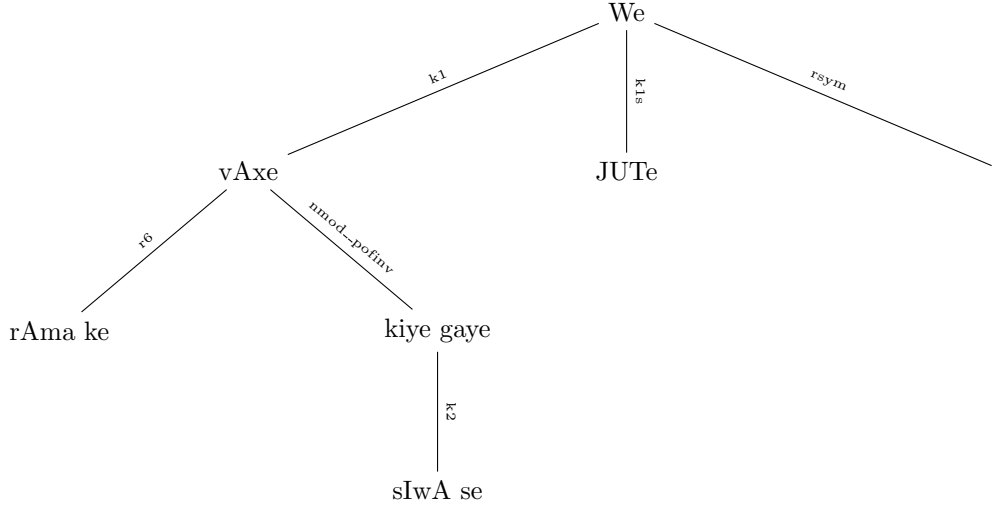 We
k1
k1s
rsym
vAxe
JUTe
r6
nmod__pofinv
rAma ke
kiye gaye
k2
sIwA se